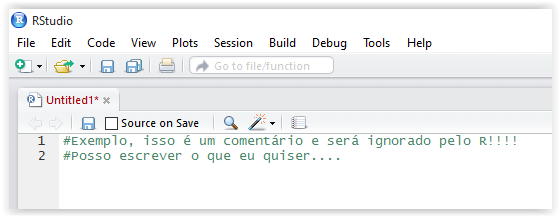 RStudio
File Edit Code View Plots Session Build Debug Tools Help
Go to file/function
Untitled1*
Source on Save
1 #Exemplo, isso é um comentário e será ignorado pelo R!!!!
2 #Posso escrever o que eu quiser....